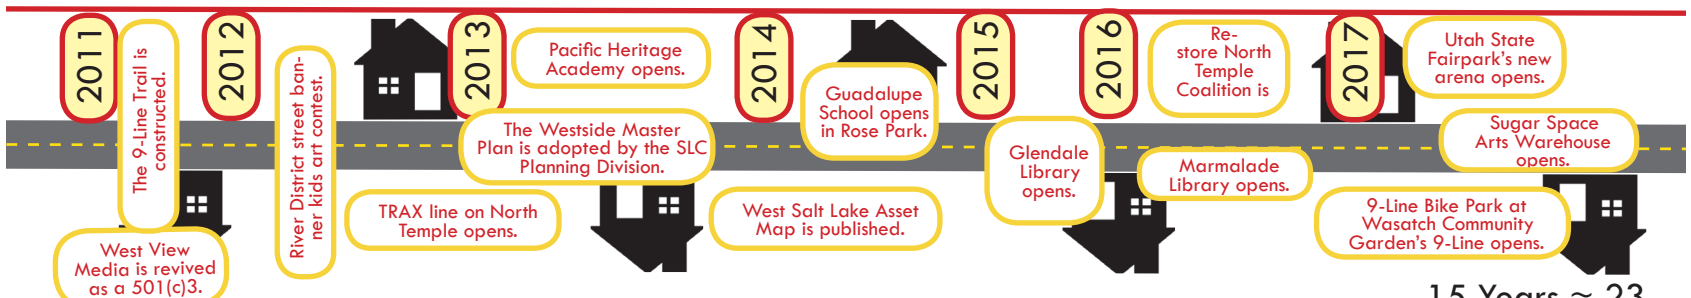 2011
The 9-Line Trail is
constructed.
West View
Media is revived
as a 501(c)3.
2012
River District street ban-
ner kids art contest.
2013
Pacific Heritage
Academy opens.
The Westside Master
Plan is adopted by the SLC
Planning Division.
TRAX line on North
Temple opens.
2014
Guadalupe
School opens
in Rose Park.
West Salt Lake Asset
Map is published.
2015
Glendale
Library
opens.
2016
Re-
store North
Temple
Coalition is
Marmalade
Library opens.
2017
Utah State
Fairpark's new
arena opens.
Sugar Space
Arts Warehouse
opens.
9-Line Bike Park at
Wasatch Community
Garden's 9-Line opens.
15 Years ~ 23